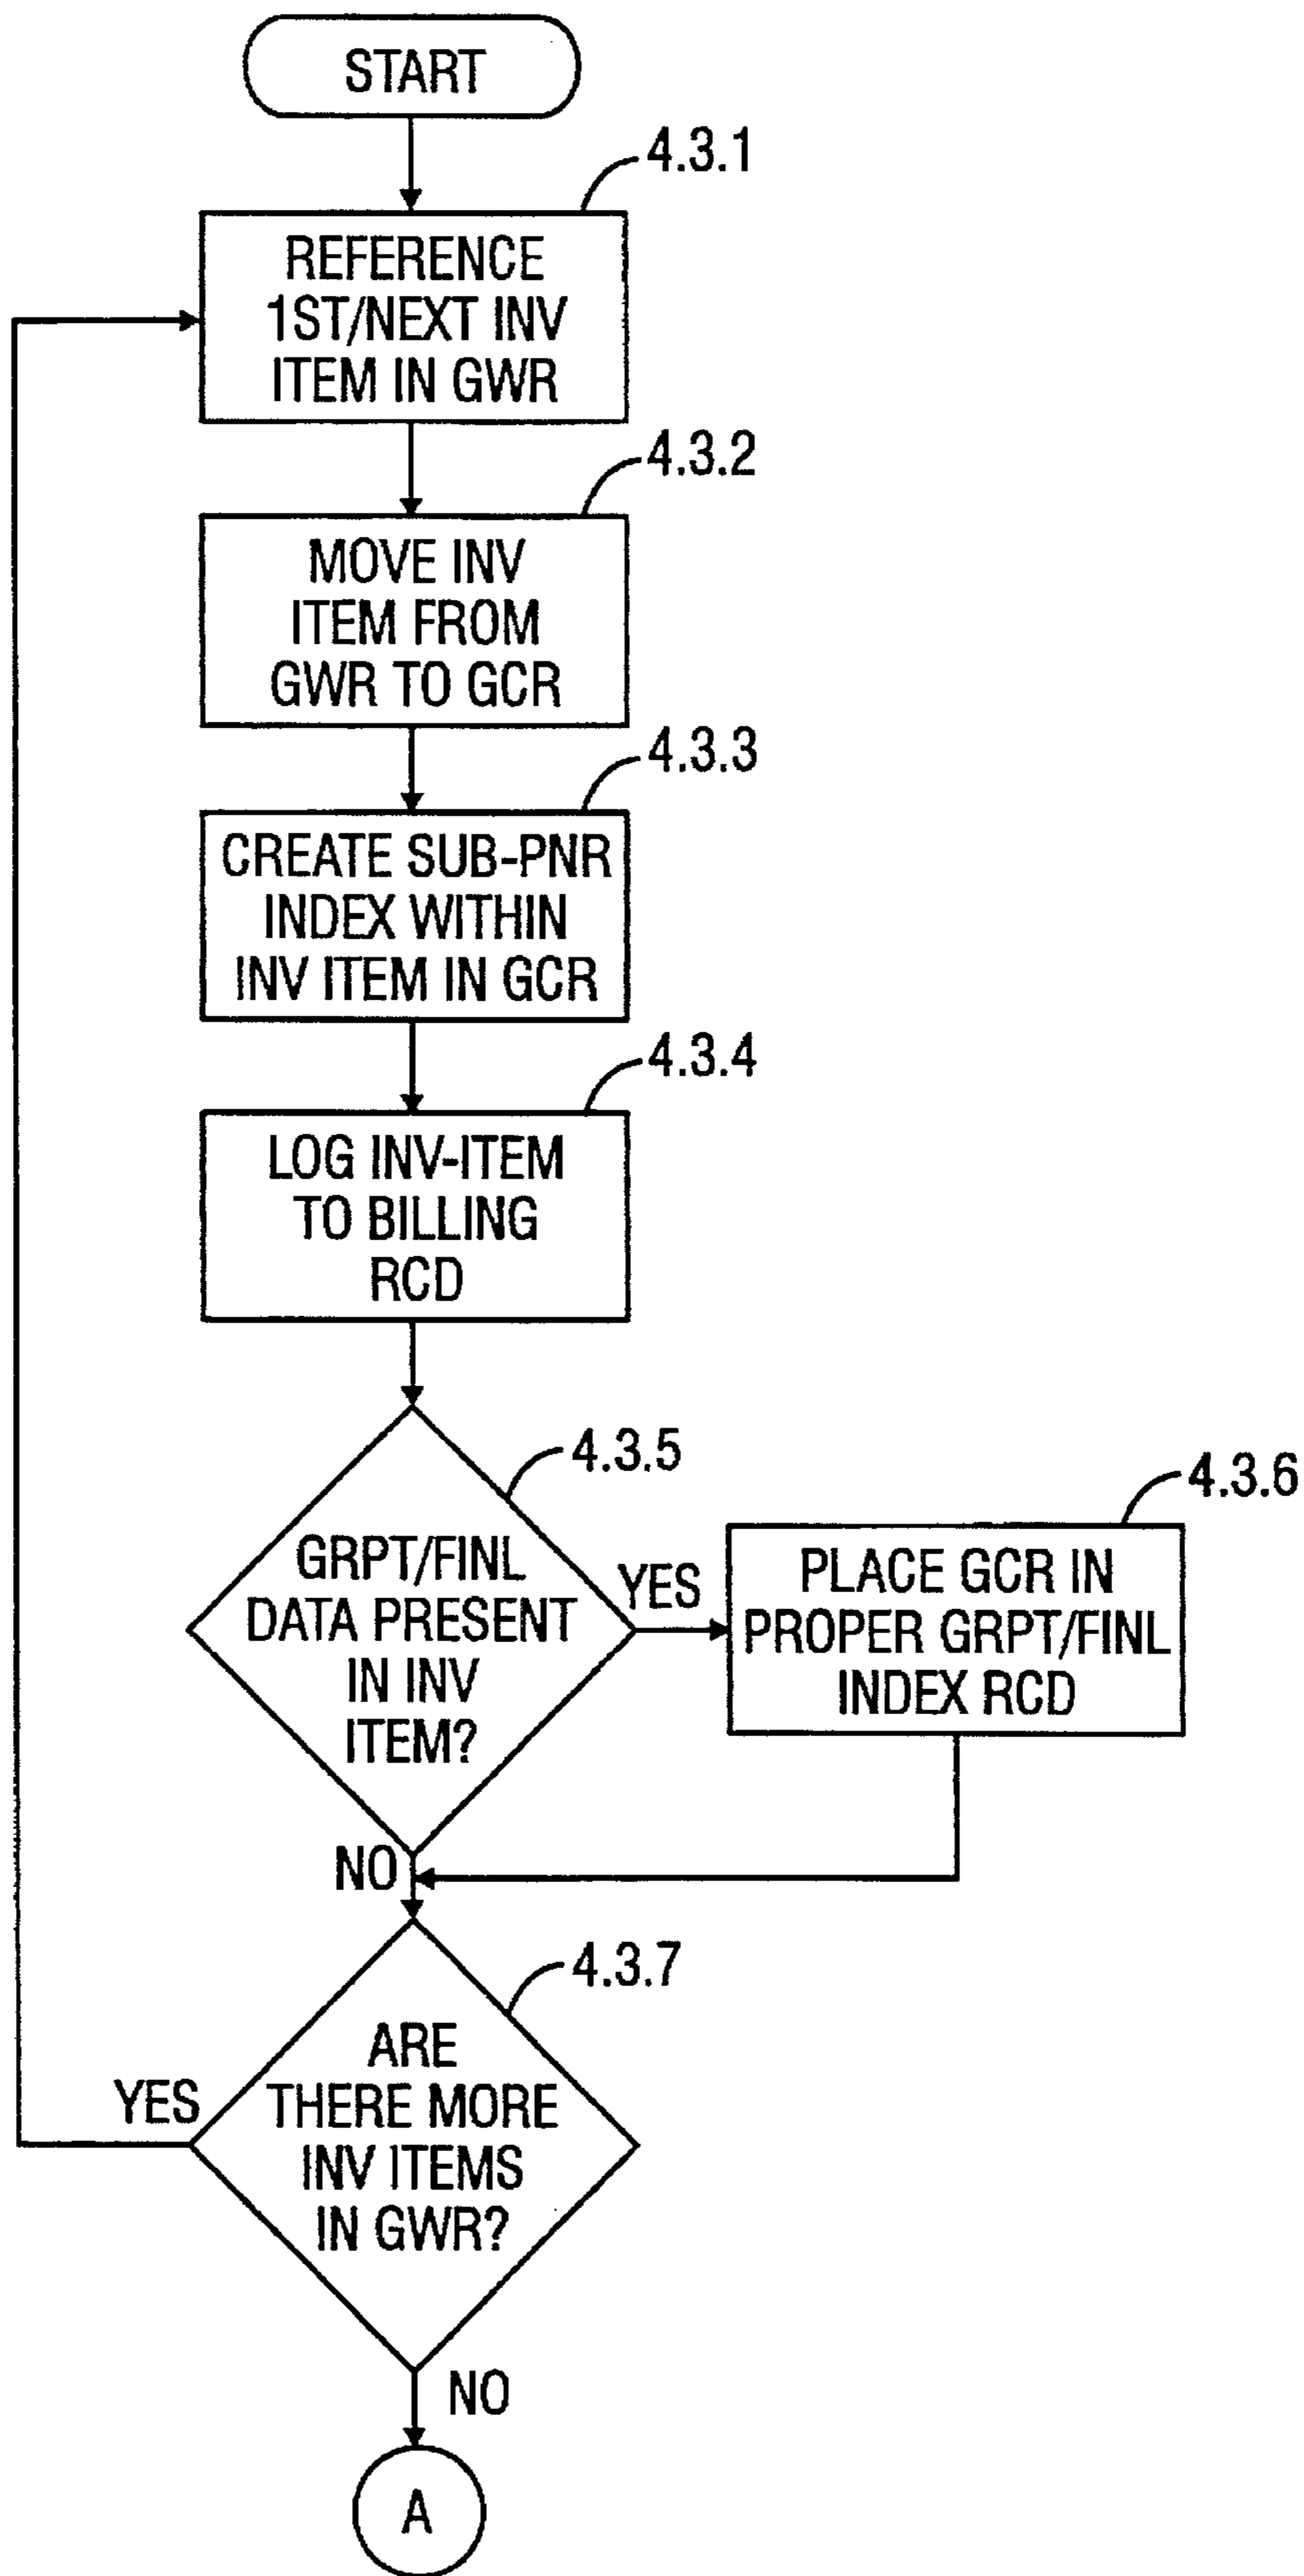 START
4.3.1
REFERENCE
1ST/NEXT INV
ITEM IN GWR
4.3.2
MOVE INV
ITEM FROM
GWR TO GCR
4.3.3
CREATE SUB-PNR
INDEX WITHIN
INV ITEM IN GCR
4.3.4
LOG INV-ITEM
TO BILLING
RCD
4.3.5
GRPT/FINL
DATA PRESENT
IN INV
ITEM?
YES
4.3.6
PLACE GCR IN
PROPER GRPT/FINL
INDEX RCD
NO
4.3.7
ARE
THERE MORE
INV ITEMS
IN GWR?
YES
NO
A